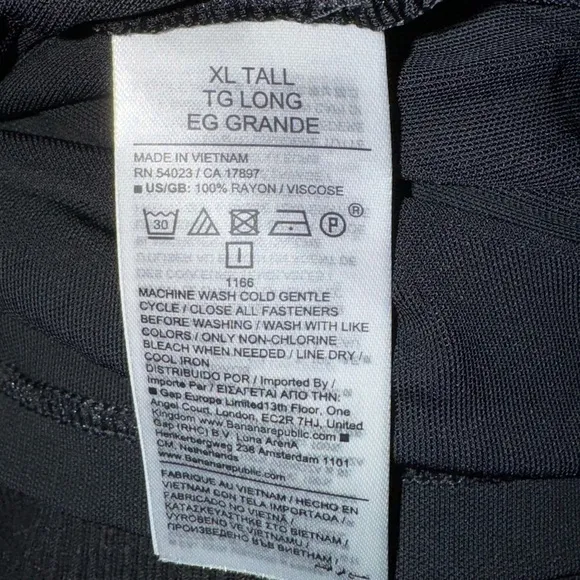 XL TALL
TG LONG
EG GRANDE
MADE IN VIETNAM
RN 54023 / CA 17897
■ US/GB: 100% RAYON / VISCOSE
30 P ®
1166
MACHINE WASH COLD GENTLE
CYCLE / CLOSE ALL FASTENERS
BEFORE WASHING / WASH WITH LIKE
COLORS / ONLY NON-CHLORINE
BLEACH WHEN NEEDED / LINE DRY /
COOL IRON
DISTRIBUIDO POR / Imported By /
Importe Par / ΕΙΣΑΓΕΤΑΙ ΑΠΟ ΤΗΝ:
■ Gap Europe Limited13th Floor, One
Angel Court, London, EC2R 7HJ, United
Kingdom www.Bananarepublic.com ■
Gap (RHC) B.V. Luna ArenA
Herikerbergweg 238 Amsterdam 1101
CM, Netherlands
www.Bananarepublic.com
FABRIQUE AU VIETNAM / HECHO EN
VIETNAM CON TELA IMPORTADA /
FABRICADO NO VIETNAM /
ΚΑΤΑΣΚΕΥΑΣΤΗΚΕ ΣΤΟ ΒΙΕΤΝΑΜ /
VYROBENO VE VIETNAMU /
ПРОИЗВЕДЕНО ВЪВ ВИЕТНАМ /